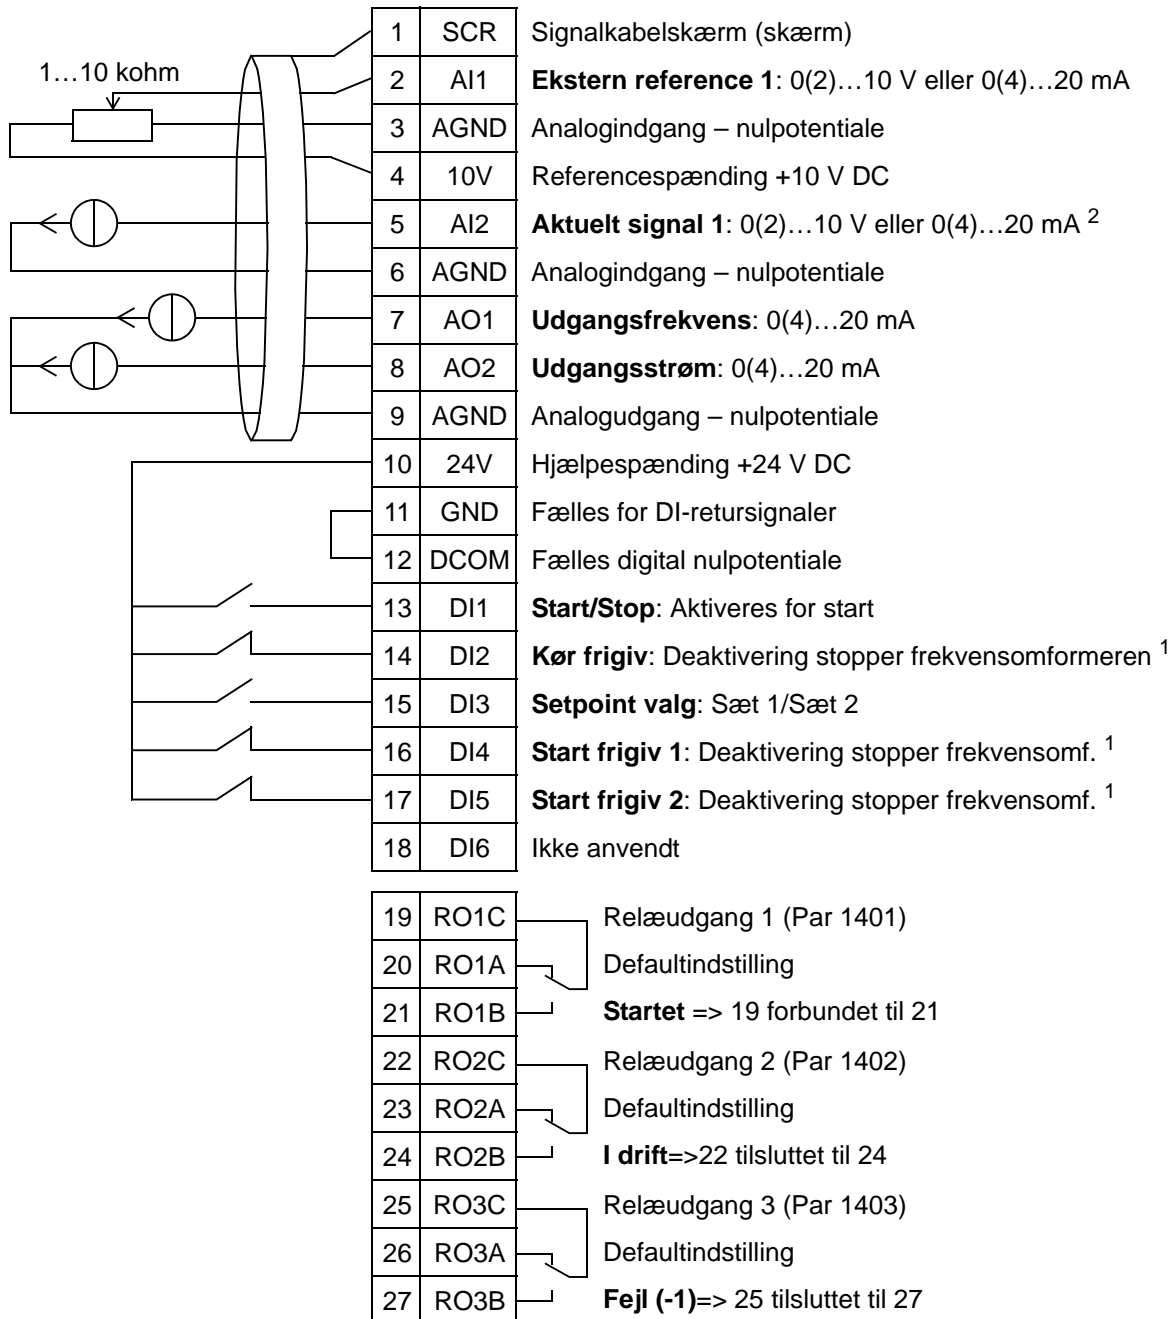 1 SCR Signalkabelskærm (skærm)
1…10 kohm
2 AI1 Ekstern reference 1: 0(2)…10 V eller 0(4)…20 mA
3 AGND Analogindgang – nulpotentiale
4 10V Referencespænding +10 V DC
5 AI2 Aktuelt signal 1: 0(2)…10 V eller 0(4)…20 mA 2
6 AGND Analogindgang – nulpotentiale
7 AO1 Udgangsfrekvens: 0(4)…20 mA
8 AO2 Udgangsstrøm: 0(4)…20 mA
9 AGND Analogudgang – nulpotentiale
10 24V Hjælpespænding +24 V DC
11 GND Fælles for DI-retursignaler
12 DCOM Fælles digital nulpotentiale
13 DI1 Start/Stop: Aktiveres for start
14 DI2 Kør frigiv: Deaktivering stopper frekvensomformeren 1
15 DI3 Setpoint valg: Sæt 1/Sæt 2
16 DI4 Start frigiv 1: Deaktivering stopper frekvensomf. 1
17 DI5 Start frigiv 2: Deaktivering stopper frekvensomf. 1
18 DI6 Ikke anvendt
19 RO1C Relæudgang 1 (Par 1401)
20 RO1A Defaultindstilling
21 RO1B Startet => 19 forbundet til 21
22 RO2C Relæudgang 2 (Par 1402)
23 RO2A Defaultindstilling
24 RO2B I drift=>22 tilsluttet til 24
25 RO3C Relæudgang 3 (Par 1403)
26 RO3A Defaultindstilling
27 RO3B Fejl (-1)=> 25 tilsluttet til 27